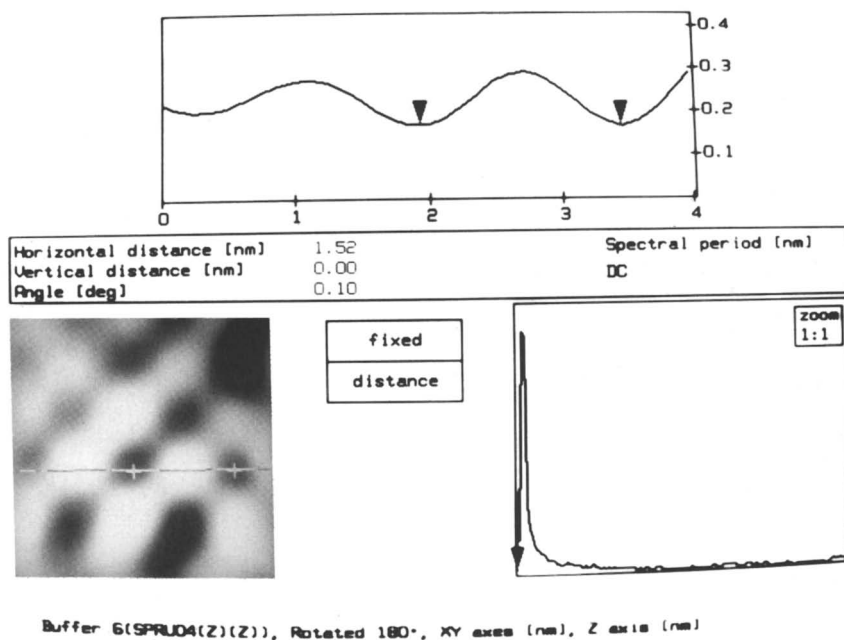 0.4
0.3
0.2
0.1
0 1 2 3 4
Horizontal distance [nm] 1.52 Spectral period [nm]
Vertical distance [nm] 0.00 DC
Angle [deg] 0.10
zoom
1:1
fixed
distance
Buffer 6(SPRUD4(Z)(Z)), Rotated 180°, XY axes [nm], Z axis [nm]